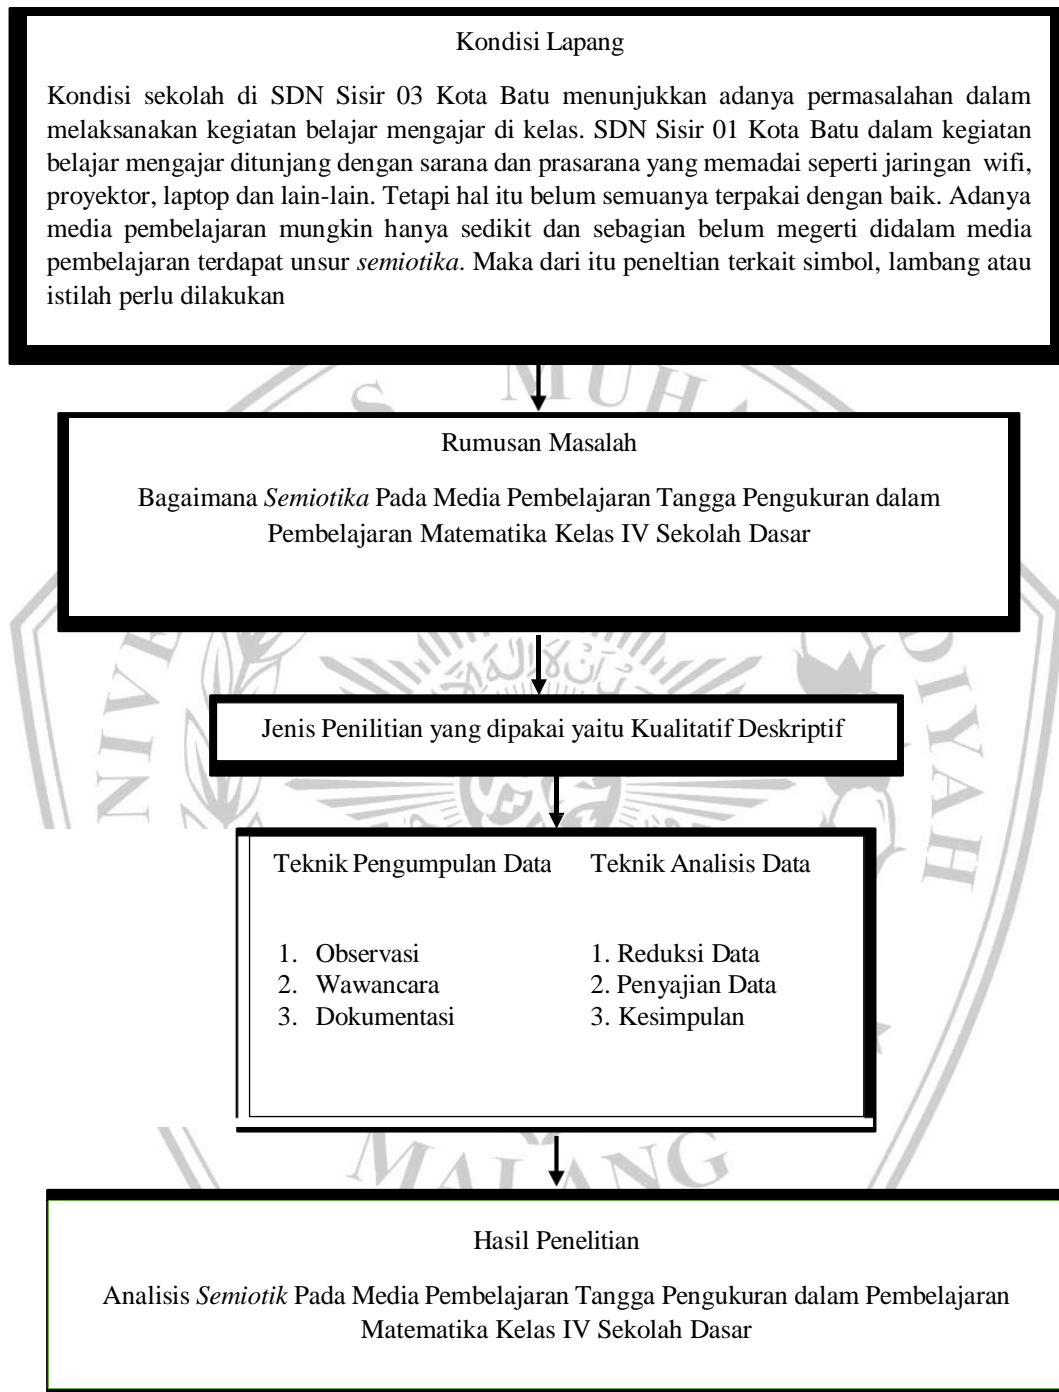 Kondisi Lapang
Kondisi sekolah di SDN Sisir 03 Kota Batu menunjukkan adanya permasalahan dalam
melaksanakan kegiatan belajar mengajar di kelas. SDN Sisir 01 Kota Batu dalam kegiatan
belajar mengajar ditunjang dengan sarana dan prasarana yang memadai seperti jaringan wifi,
proyektor, laptop dan lain-lain. Tetapi hal itu belum semuanya terpakai dengan baik. Adanya
media pembelajaran mungkin hanya sedikit dan sebagian belum megerti didalam media
pembelajaran terdapat unsur semiotika. Maka dari itu peneltian terkait simbol, lambang atau
istilah perlu dilakukan
Rumusan Masalah
Bagaimana Semiotika Pada Media Pembelajaran Tangga Pengukuran dalam
Pembelajaran Matematika Kelas IV Sekolah Dasar
Jenis Penilitian yang dipakai yaitu Kualitatif Deskriptif
Teknik Pengumpulan Data
1. Observasi
2. Wawancara
3. Dokumentasi
Teknik Analisis Data
1. Reduksi Data
2. Penyajian Data
3. Kesimpulan
MALANG
Hasil Penelitian
Analisis Semiotik Pada Media Pembelajaran Tangga Pengukuran dalam Pembelajaran
Matematika Kelas IV Sekolah Dasar